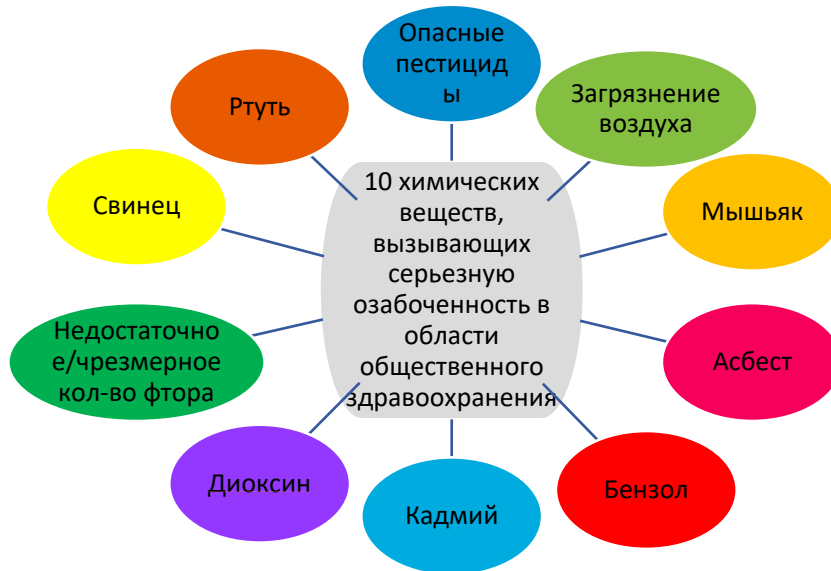 Опасные
пестицид
ы
Загрязнение
воздуха
Мышьяк
Асбест
Бензол
Кадмий
Диоксин
Недостаточно
е/чрезмерное
кол-во фтора
Свинец
Ртуть
10 химических
веществ,
вызывающих
серьезную
озабоченность в
области
общественного
здравоохранения